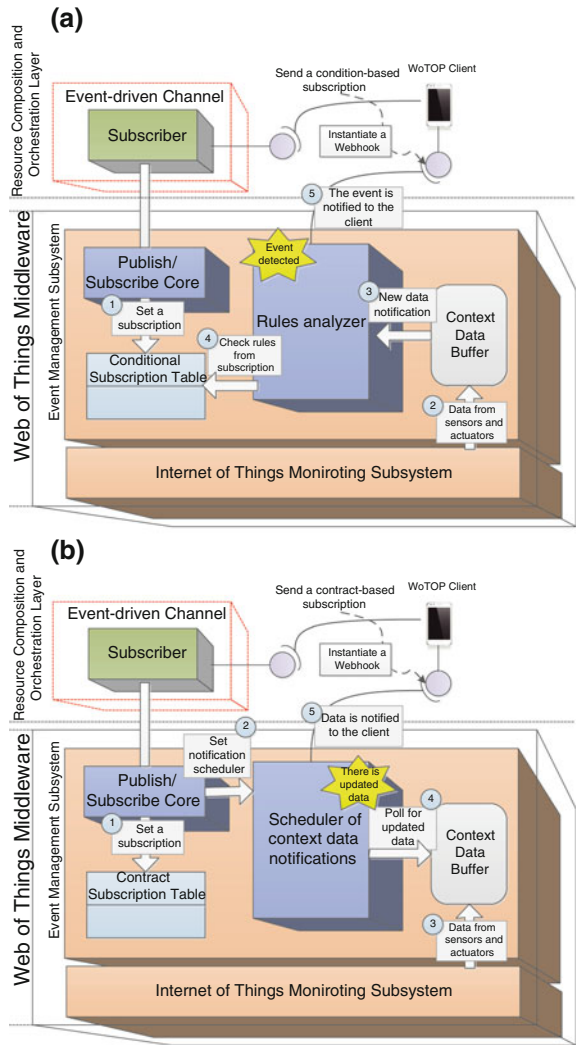 (a)
Resource Composition and
Orchestration Layer
Event-driven Channel
Subscriber
Send a condition-based
subscription
WoTOP Client
Instantiate a
Webhook
5
The event is
notified to the
client
Web of Things Middleware
Event Management Subsystem
Publish/
Subscribe Core
1
Set a
subscription
Conditional
Subscription Table
Event
detected
Rules analyzer
4
Check rules
from
subscription
3
New data
notification
Context
Data
Buffer
2
Data from
sensors and
actuators
Internet of Things Moniroting Subsystem
(b)
Resource Composition and
Orchestration Layer
Event-driven Channel
Subscriber
Send a contract-based
subscription
WoTOP Client
Instantiate a
Webhook
5
Data is notified
to the client
Web of Things Middleware
Event Management Subsystem
2
Set
notification
scheduler
Publish/
Subscribe Core
1
Set a
subscription
Contract
Subscription Table
There is
updated
data
Scheduler of
context data
notifications
4
Poll for
updated
data
Context
Data
Buffer
3
Data from
sensors and
actuators
Internet of Things Moniroting Subsystem